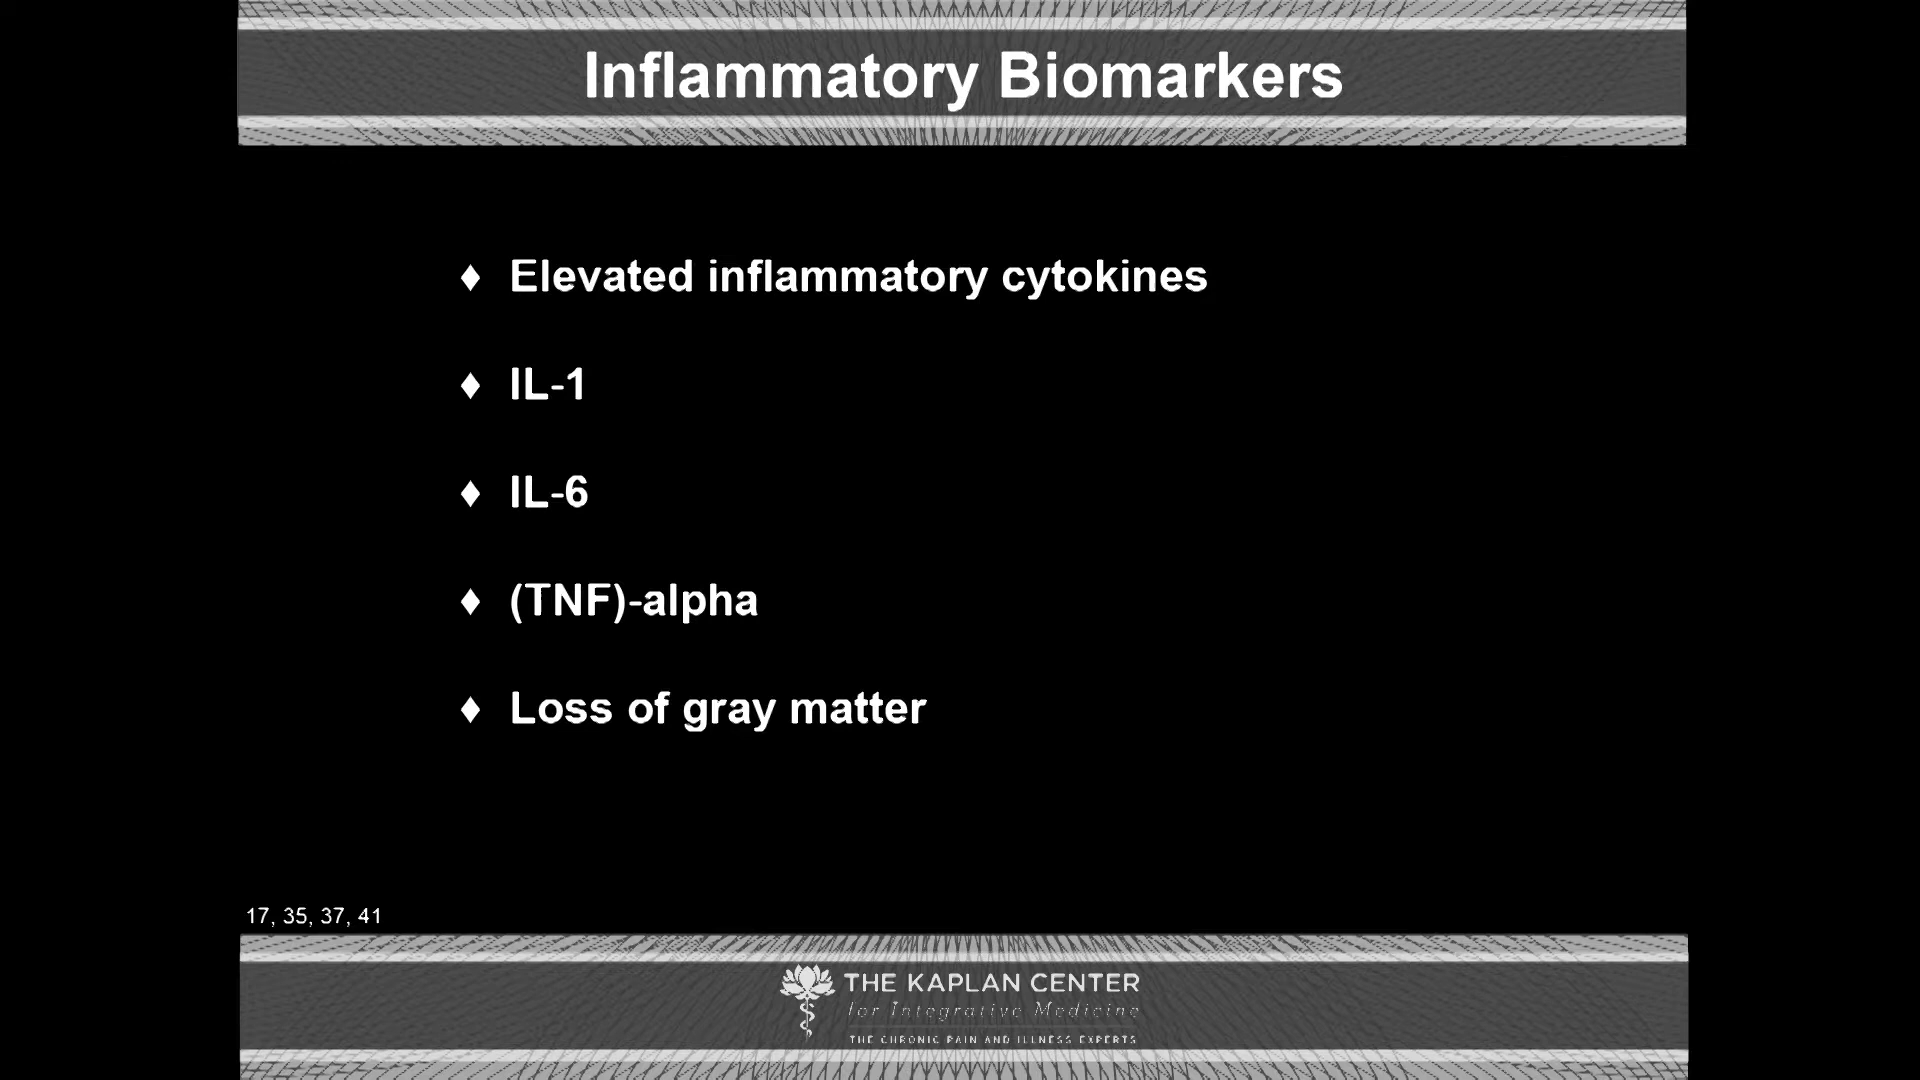 Inflammatory Biomarkers
♦ Elevated inflammatory cytokines
♦ IL-1
♦ IL-6
♦ (TNF)-alpha
♦ Loss of gray matter
17, 35, 37, 41
THE KAPLAN CENTER
for Integrative Medicine
THE CHRONIC PAIN AND ILLNESS EXPERTS